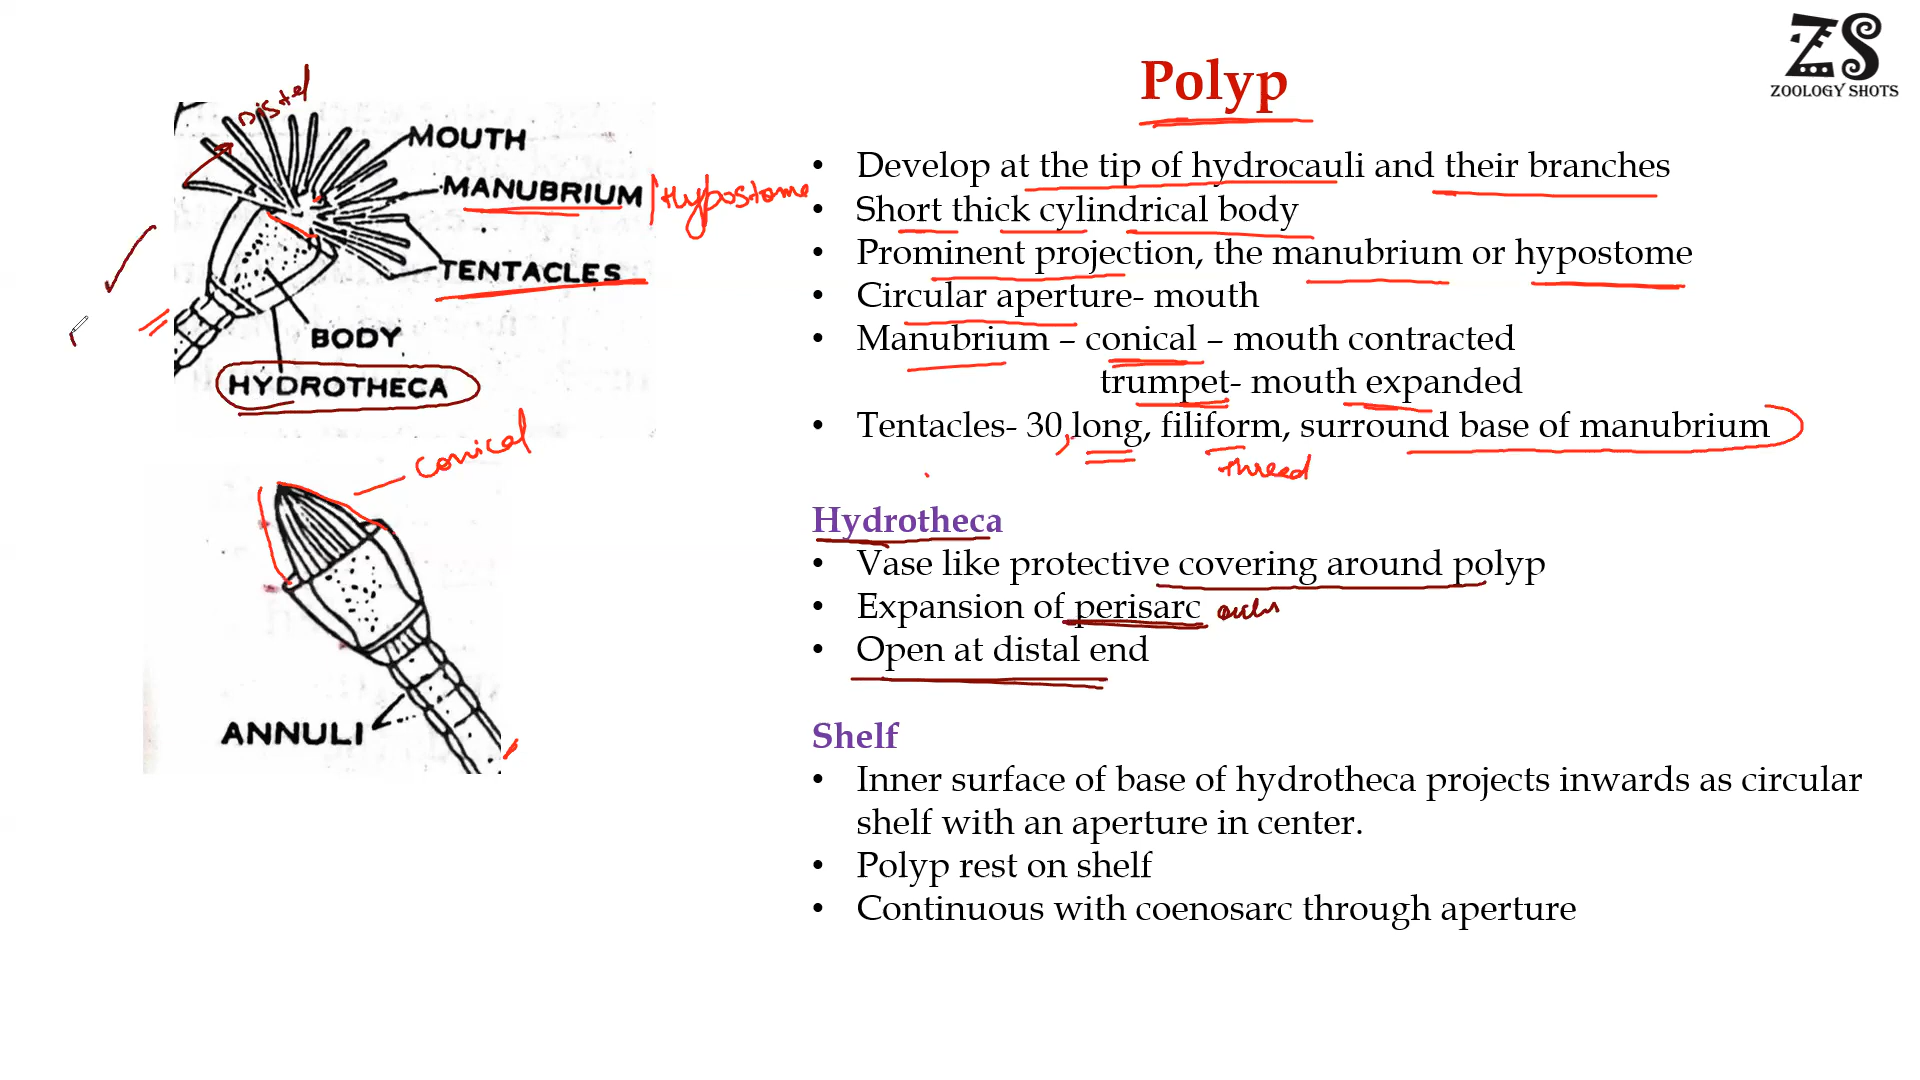 ZS
ZOOLOGY SHOTS
Polyp
Distel
MOUTH
MANUBRIUM / Hypostome
TENTACLES
BODY
HYDROTHECA
conical
ANNULI
• Develop at the tip of hydrocauli and their branches
• Short thick cylindrical body
• Prominent projection, the manubrium or hypostome
• Circular aperture- mouth
• Manubrium – conical – mouth contracted
trumpet- mouth expanded
• Tentacles- 30, long, filiform, surround base of manubrium
thread
Hydrotheca
• Vase like protective covering around polyp
• Expansion of perisarc
• Open at distal end
Shelf
• Inner surface of base of hydrotheca projects inwards as circular
shelf with an aperture in center.
• Polyp rest on shelf
• Continuous with coenosarc through aperture